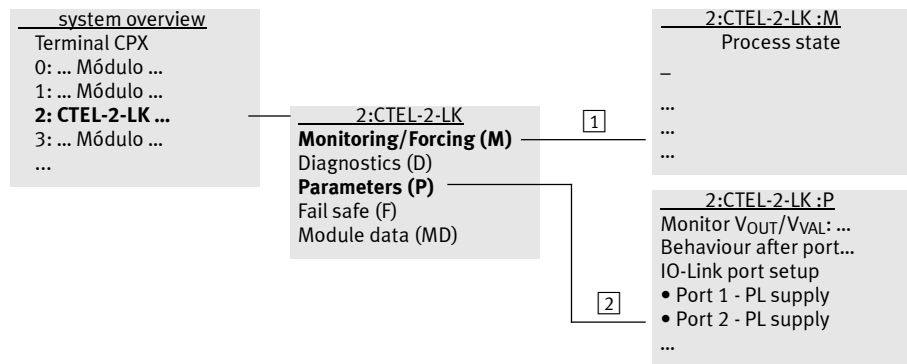 system overview
Terminal CPX
0: ... Módulo ...
1: ... Módulo ...
2: CTEL-2-LK ...
3: ... Módulo ...
...
2:CTEL-2-LK
Monitoring/Forcing (M)
Diagnostics (D)
Parameters (P)
Fail safe (F)
Module data (MD)
1
2
2:CTEL-2-LK :M
Process state
_
...
...
...
2:CTEL-2-LK :P
Monitor VOUT/VVAL: ...
Behaviour after port...
IO-Link port setup
• Port 1 - PL supply
• Port 2 - PL supply
...